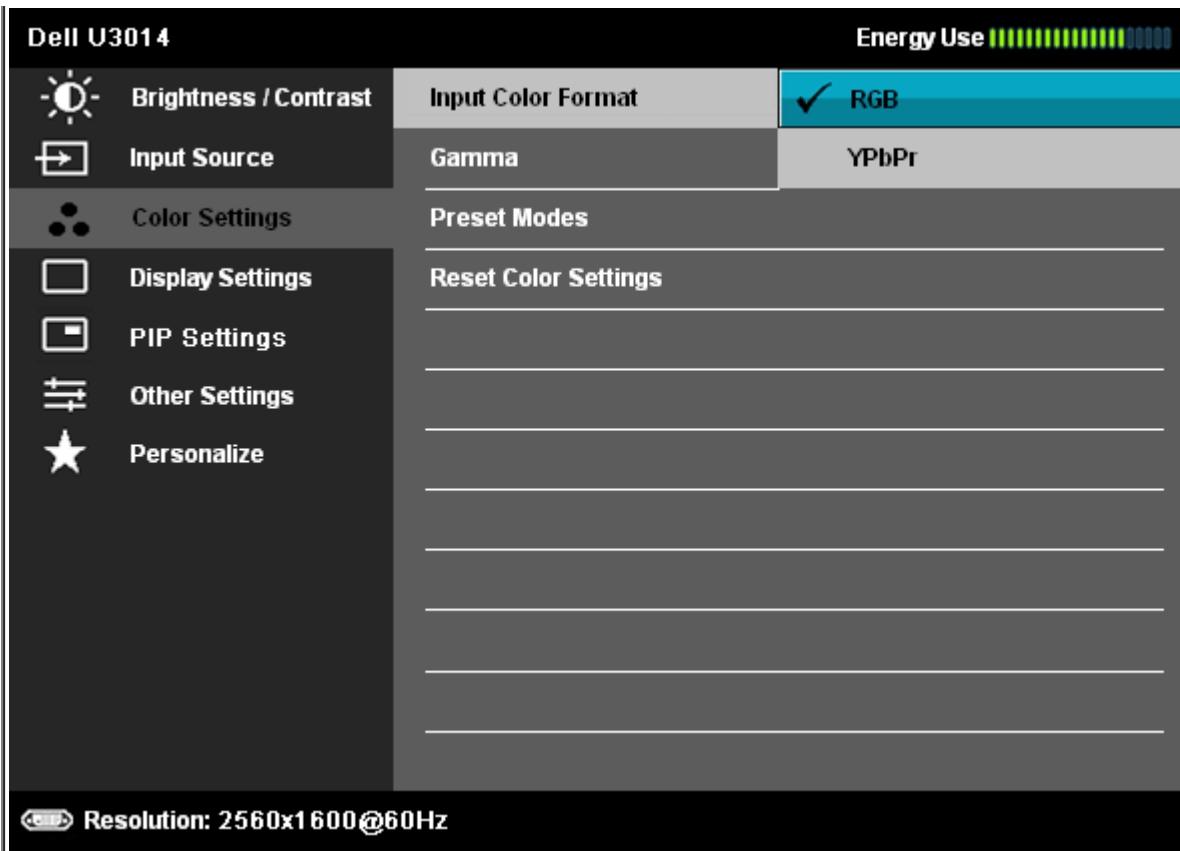 Dell U3014 Energy Use
Brightness / Contrast Input Color Format RGB
Input Source Gamma YPbPr
Color Settings Preset Modes
Display Settings Reset Color Settings
PIP Settings
Other Settings
Personalize
Resolution: 2560x1600@60Hz